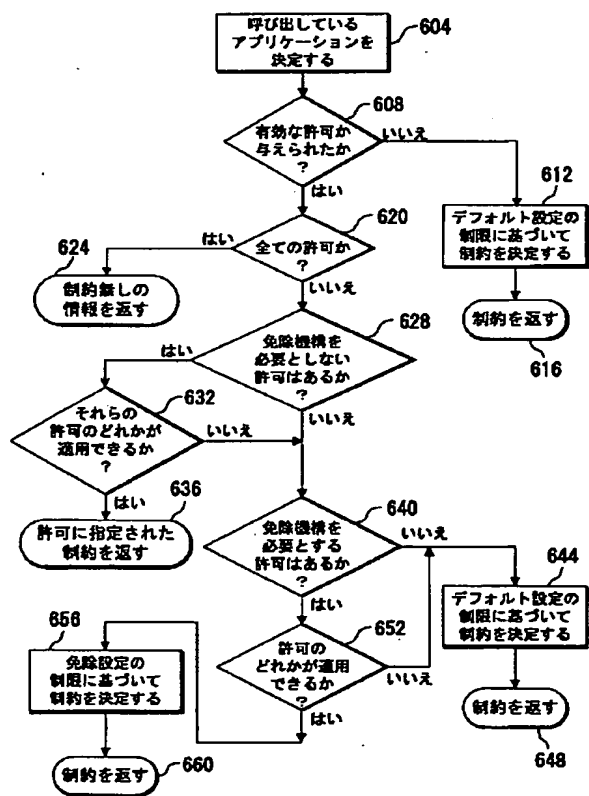 呼び出している
アプリケーションを
決定する
604
有効な許可か
与えられたか
?
608
いいえ
はい
612
デフォルト設定の
制限に基づいて
制約を決定する
制約を返す
616
620
全ての許可か
?
はい
いいえ
624
制約無しの
情報を返す
628
免除機構を
必要としない
許可はあるか
?
はい
いいえ
632
それらの
許可のどれかが
適用できるか
?
いいえ
はい
636
許可に指定された
制約を返す
640
免除機構を
必要とする
許可はあるか
?
いいえ
はい
644
デフォルト設定の
制限に基づいて
制約を決定する
制約を返す
648
652
許可の
どれかが適用
できるか
?
いいえ
はい
656
免除設定の
制限に基づいて
制約を決定する
制約を返す
660